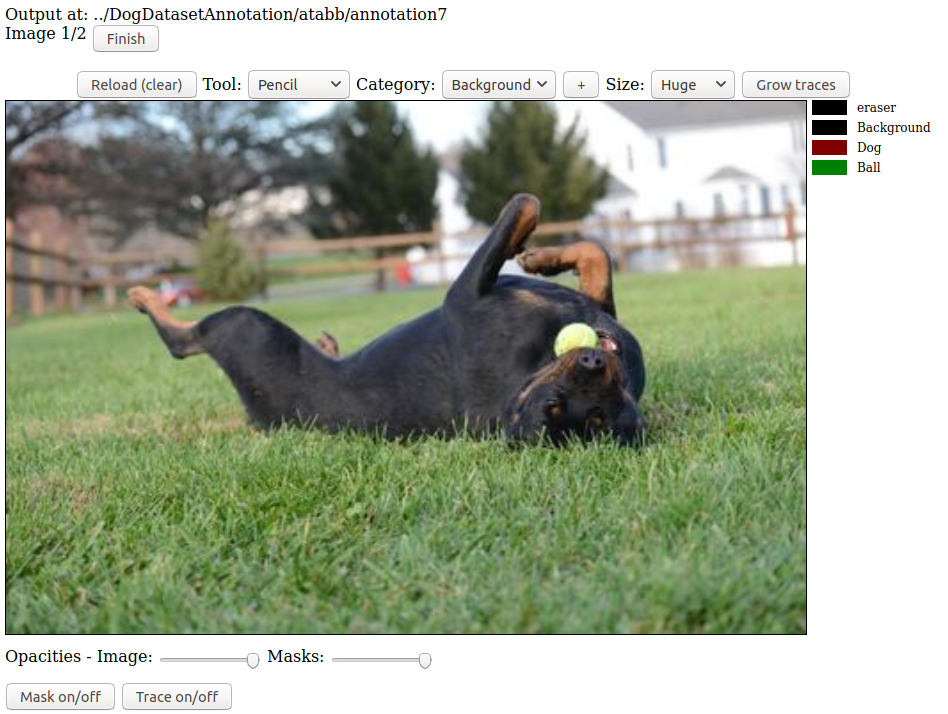 Output at: ../DogDatasetAnnotation/atabb/annotation7
Image 1/2 Finish
Reload (clear) Tool: Pencil Category: Background + Size: Huge Grow traces
eraser
Background
Dog
Ball
Opacities - Image: Masks:
Mask on/off Trace on/off